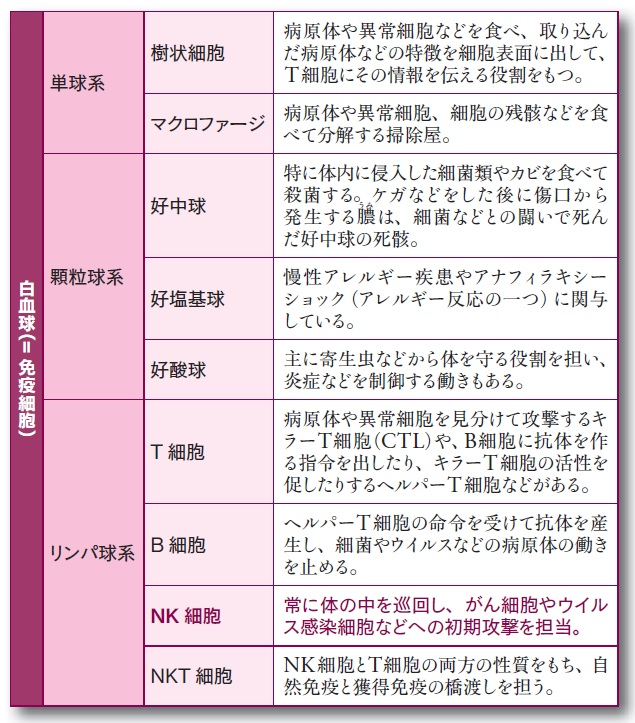 白血球(=免疫細胞)
単球系
樹状細胞
病原体や異常細胞などを食べ、取り込ん
だ病原体などの特徴を細胞表面に出して、
T細胞にその情報を伝える役割をもつ。
マクロファージ
病原体や異常細胞、細胞の残骸などを食
べて分解する掃除屋。
顆粒球系
好中球
特に体内に侵入した細菌類やカビを食べて
殺菌する。ケガなどをした後に傷口から
発生する膿は、細菌などとの闘いで死ん
うみ
だ好中球の死骸。
好塩基球
慢性アレルギー疾患やアナフィラキシー
ショック(アレルギー反応の一つ)に関与
している。
好酸球
主に寄生虫などから体を守る役割を担い、
炎症などを制御する働きもある。
リンパ球系
T細胞
病原体や異常細胞を見分けて攻撃するキ
ラーT細胞(CTL)や、B細胞に抗体を作
る指令を出したり、キラーT細胞の活性を
促したりするヘルパーT細胞などがある。
B細胞
ヘルパーT細胞の命令を受けて抗体を産
生し、細菌やウイルスなどの病原体の働き
を止める。
NK細胞
常に体の中を巡回し、がん細胞やウイル
ス感染細胞などへの初期攻撃を担当。
NKT細胞
NK細胞とT細胞の両方の性質をもち、自
然免疫と獲得免疫の橋渡しを担う。